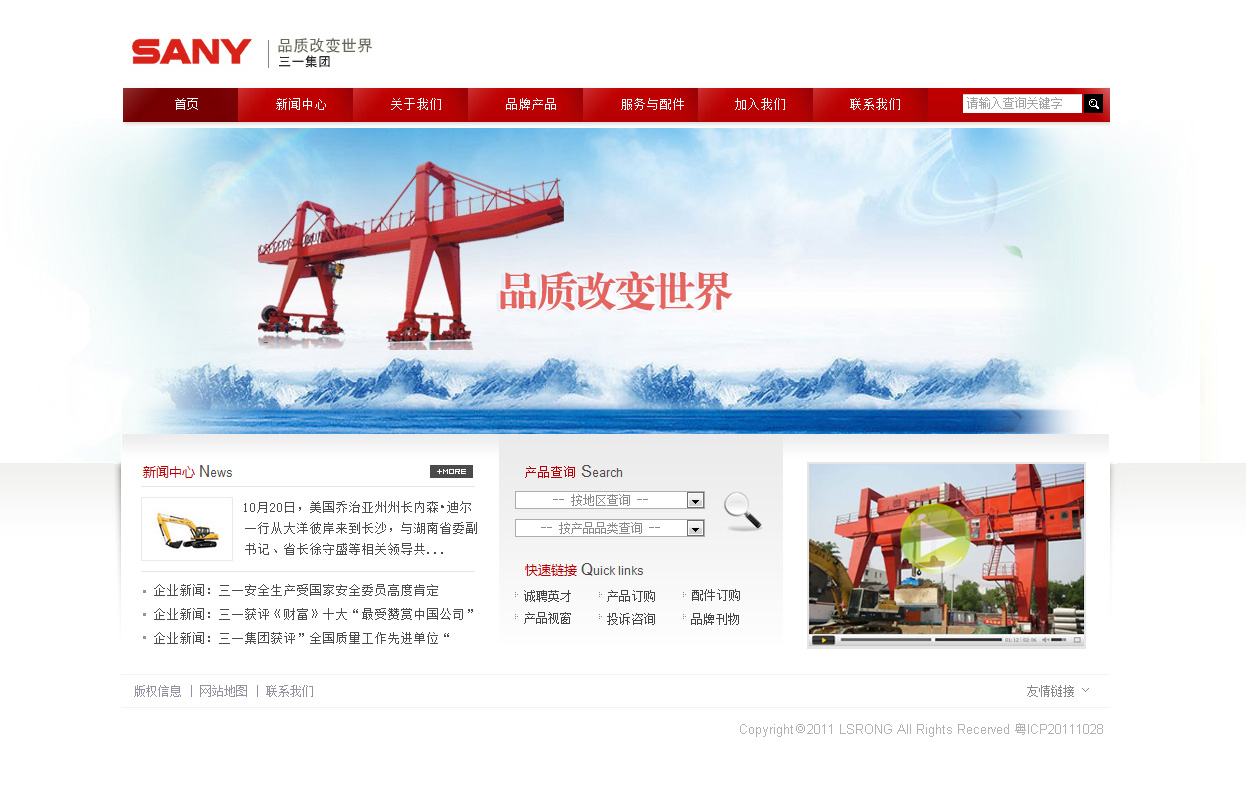 SANY
品质改变世界
三一集团
首页 新闻中心 关于我们 品牌产品 服务与配件 加入我们 联系我们 请输入查询关键字
品质改变世界
新闻中心 News +MORE
10月20日，美国乔治亚州州长内森·迪尔
一行从大洋彼岸来到长沙，与湖南省委副
书记、省长徐守盛等相关领导共...
企业新闻：三一安全生产受国家安全委员高度肯定
企业新闻：三一获评《财富》十大“最受赞赏中国公司”
企业新闻：三一集团获评”全国质量工作先进单位“
产品查询 Search
-- 按地区查询 --
-- 按产品品类查询 --
快速链接 Quick links
诚聘英才 产品订购 配件订购
产品视窗 投诉咨询 品牌刊物
版权信息 | 网站地图 | 联系我们
友情链接
Copyright©2011 LSRONG All Rights Recerved 粤ICP20111028